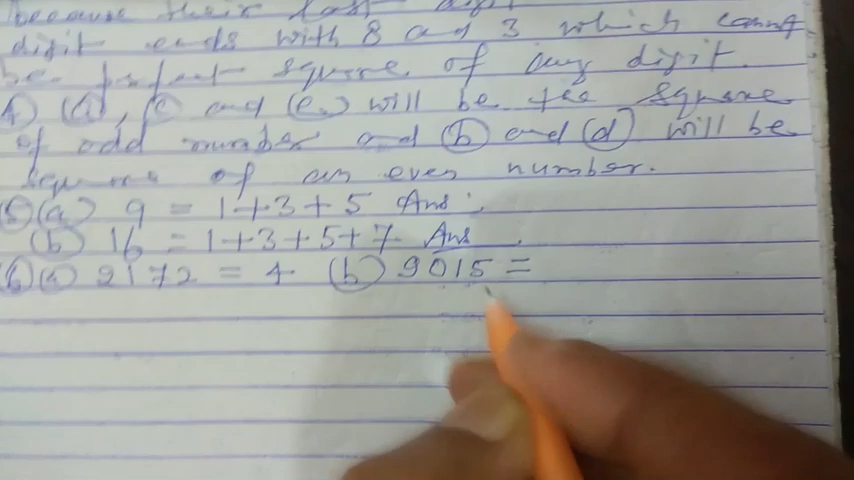 because their last digit
digit ends with 8 and 3 which cannot
be perfect square of any digit.
4) (a), (c) and (e) will be the square
of odd number and (b) and (d) will be
square of an even number.
(5) (a) 9 = 1+3+5 Ans.
(b) 16 = 1+3+5+7 Ans.
(6) (a) 2172 = 4. (b) 9015 =